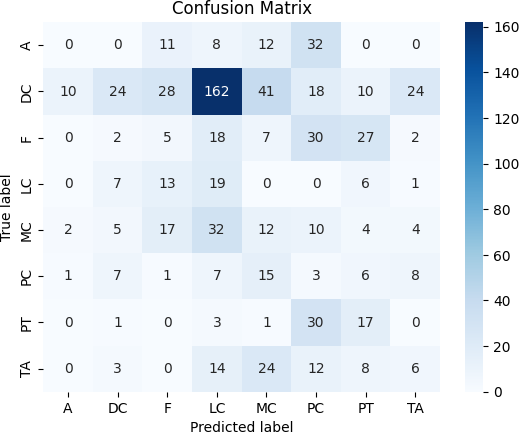 Confusion Matrix
A 0 0 11 8 12 32 0 0
DC 10 24 28 162 41 18 10 24
F 0 2 5 18 7 30 27 2
LC 0 7 13 19 0 0 6 1
MC 2 5 17 32 12 10 4 4
PC 1 7 1 7 15 3 6 8
PT 0 1 0 3 1 30 17 0
TA 0 3 0 14 24 12 8 6
A DC F LC MC PC PT TA
Predicted label
True label
160
140
120
100
80
60
40
20
0